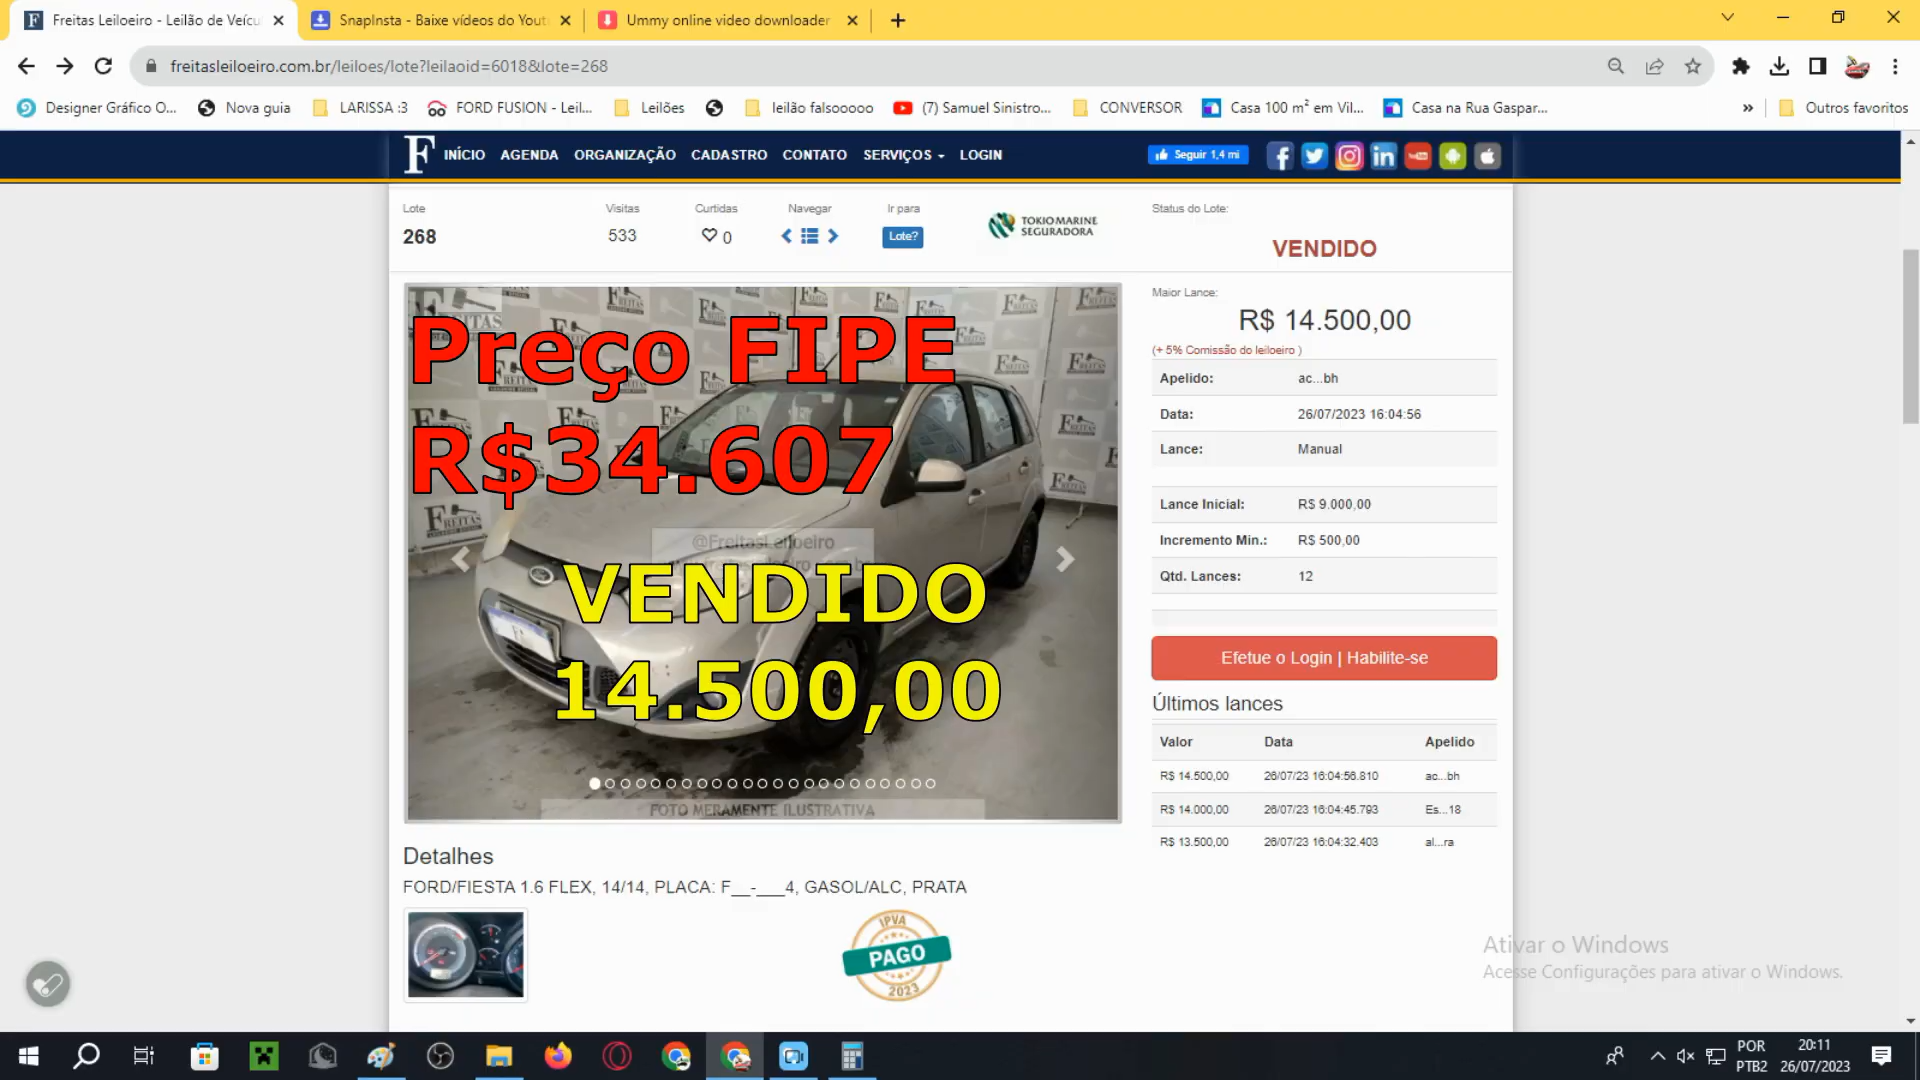 Freitas Leiloeiro - Leilão de Veícu
SnapInsta - Baixe vídeos do Yout
Ummy online video downloader
freitasleiloeiro.com.br/leiloes/lote?leilaoid=6018&lote=268
Designer Gráfico O...
Nova guia
LARISSA :3
FORD FUSION - Leil...
Leilões
leilão falsooooo
(7) Samuel Sinistro...
CONVERSOR
Casa 100 m² em Vil...
Casa na Rua Gaspar...
»
Outros favoritos
F
INÍCIO
AGENDA
ORGANIZAÇÃO
CADASTRO
CONTATO
SERVIÇOS
LOGIN
Seguir 1,4 mi
Lote
268
Visitas
533
Curtidas
0
Navegar
Ir para
Lote?
TOKIO MARINE
SEGURADORA
Status do Lote:
VENDIDO
Preço FIPE
R$34.607
@FreitasLeiloeiro
VENDIDO
14.500,00
FOTO MERAMENTE ILUSTRATIVA
Maior Lance:
R$ 14.500,00
(+ 5% Comissão do leiloeiro )
Apelido: ac...bh
Data: 26/07/2023 16:04:56
Lance: Manual
Lance Inicial: R$ 9.000,00
Incremento Min.: R$ 500,00
Qtd. Lances: 12
Efetue o Login | Habilite-se
Últimos lances
Valor Data Apelido
R$ 14.500,00 26/07/23 16:04:56.810 ac...bh
R$ 14.000,00 26/07/23 16:04:45.793 Es...18
R$ 13.500,00 26/07/23 16:04:32.403 al...ra
Detalhes
FORD/FIESTA 1.6 FLEX, 14/14, PLACA: F__-___4, GASOL/ALC, PRATA
IPVA
PAGO
2023
Ativar o Windows
Acesse Configurações para ativar o Windows.
POR
PTB2
20:11
26/07/2023